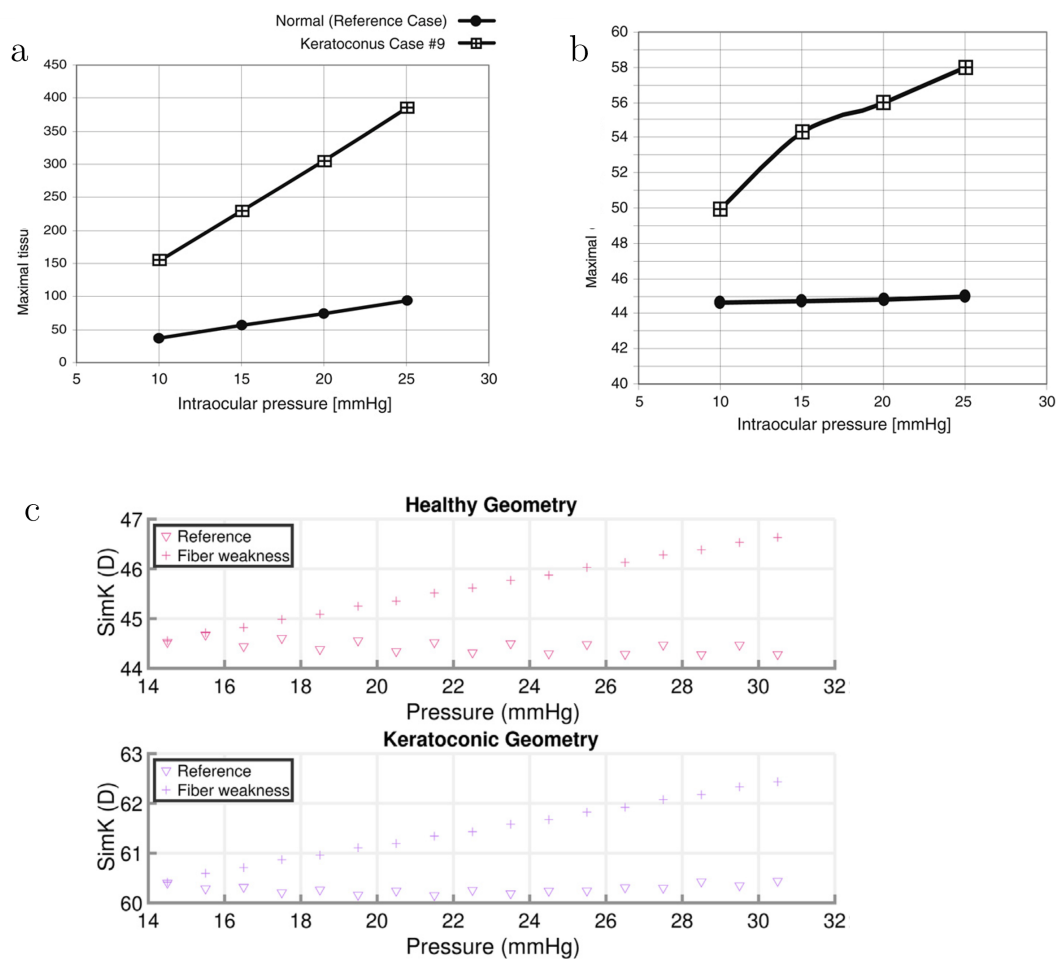 Normal (Reference Case)
Keratoconus Case #9
a
450
400
350
300
250
200
150
100
50
0
5 10 15 20 25 30
Maximal tissu
Intraocular pressure [mmHg]
b
60
58
56
54
52
50
48
46
44
42
40
5 10 15 20 25 30
Maximal
Intraocular pressure [mmHg]
c
Healthy Geometry
Reference
Fiber weakness
47
46
45
44
SimK (D)
14 16 18 20 22 24 26 28 30 32
Pressure (mmHg)
Keratoconic Geometry
Reference
Fiber weakness
63
62
61
60
SimK (D)
14 16 18 20 22 24 26 28 30 32
Pressure (mmHg)